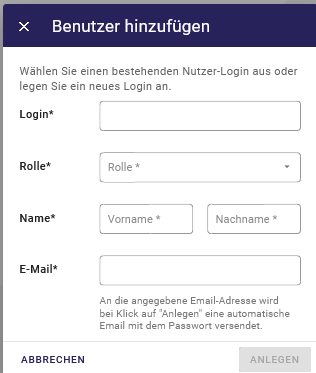 Benutzer hinzufügen
Wählen Sie einen bestehenden Nutzer-Login aus oder
legen Sie ein neues Login an.
Login*
Rolle* Rolle *
Name* Vorname * Nachname *
E-Mail*
An die angegebene Email-Adresse wird
bei Klick auf "Anlegen" eine automatische
Email mit dem Passwort versendet.
ABBRECHEN ANLEGEN